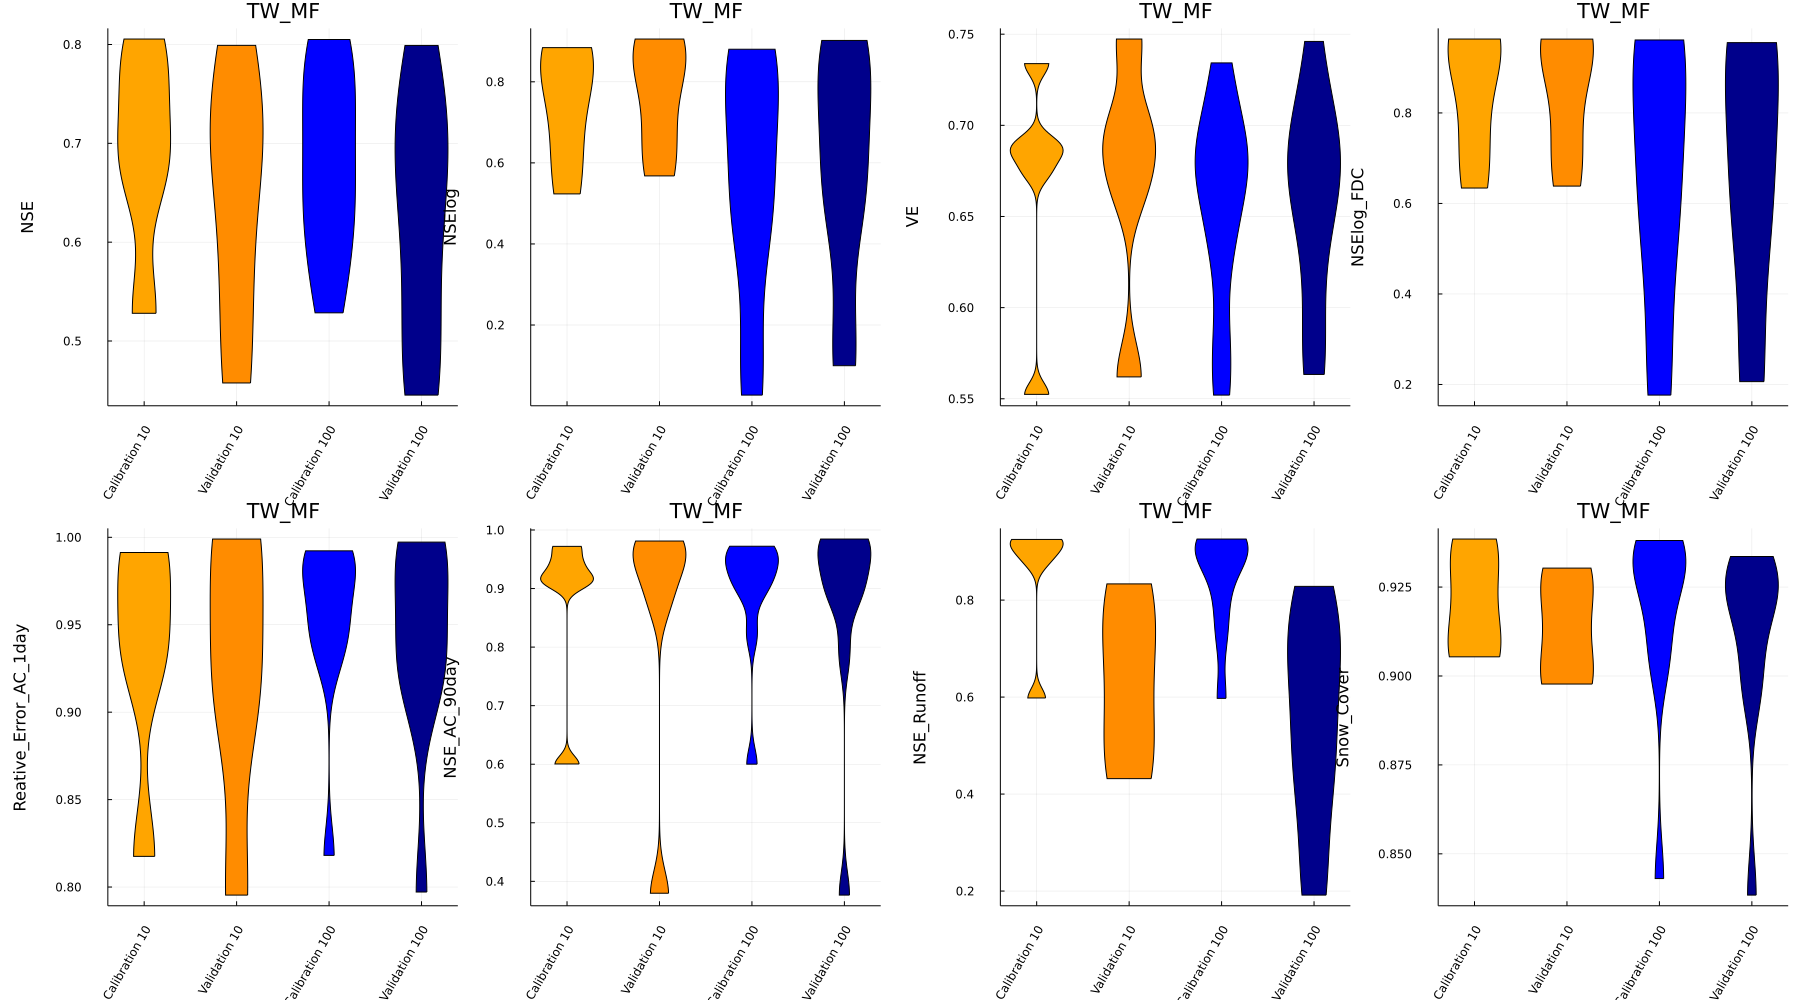 TW_MF
TW_MF
TW_MF
TW_MF
NSE
0.8
0.7
0.6
0.5
Calibration 10
Validation 10
Calibration 100
Validation 100
NSElog
0.8
0.6
0.4
0.2
Calibration 10
Validation 10
Calibration 100
Validation 100
VE
0.75
0.70
0.65
0.60
0.55
Calibration 10
Validation 10
Calibration 100
Validation 100
NSElog_FDC
0.8
0.6
0.4
0.2
Calibration 10
Validation 10
Calibration 100
Validation 100
TW_MF
TW_MF
TW_MF
TW_MF
Reative_Error_AC_1day
1.00
0.95
0.90
0.85
0.80
Calibration 10
Validation 10
Calibration 100
Validation 100
NSE_AC_90day
1.0
0.9
0.8
0.7
0.6
0.5
0.4
Calibration 10
Validation 10
Calibration 100
Validation 100
NSE_Runoff
0.8
0.6
0.4
0.2
Calibration 10
Validation 10
Calibration 100
Validation 100
Snow_Cover
0.925
0.900
0.875
0.850
Calibration 10
Validation 10
Calibration 100
Validation 100